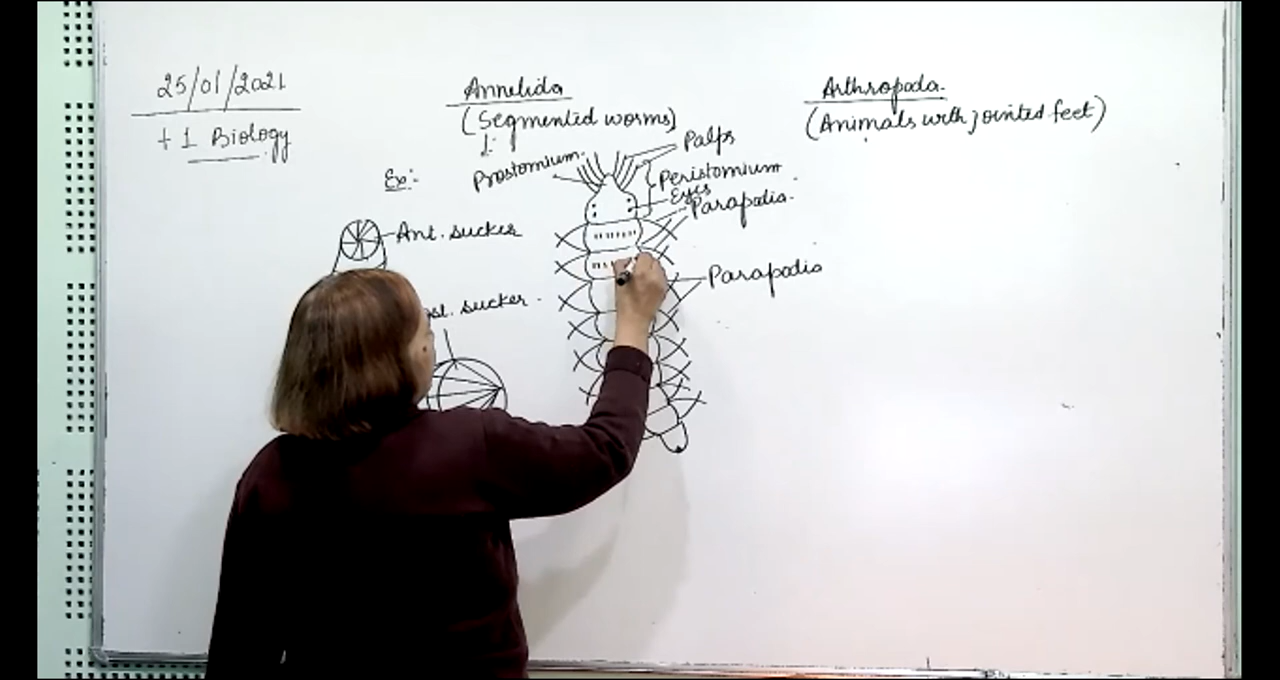 25/01/2021
+1 Biology
Annelida
(Segmented worms)
Arthropoda.
(Animals with jointed feet)
Ex:
Prostomium.
Palps
Peristomium
Eyes
Parapodia.
Ant. sucker
Parapodia
sucker